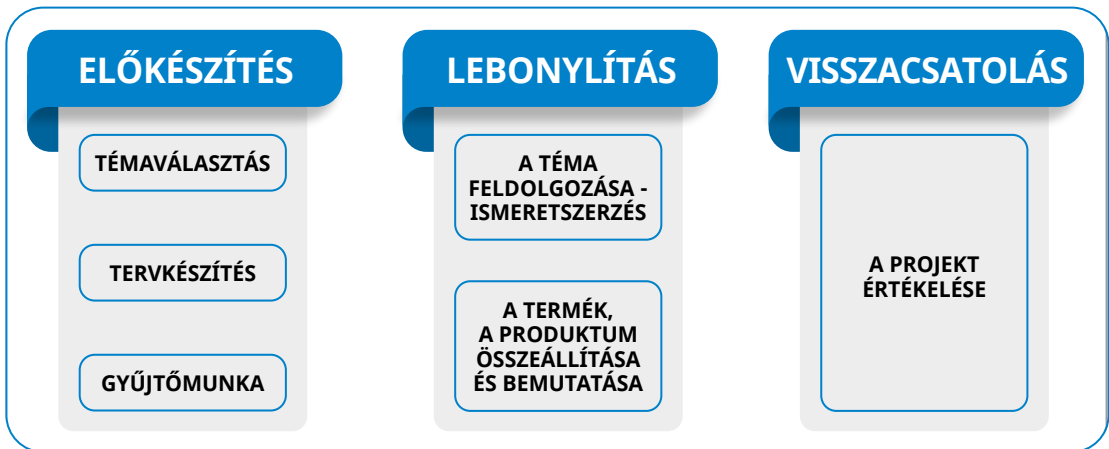 ELŐKÉSZÍTÉS
TÉMAVÁLASZTÁS
TERVKÉSZÍTÉS
GYŰJTŐMUNKA
LEBONYLÍTÁS
A TÉMA
FELDOLGOZÁSA -
ISMERETSZERZÉS
A TERMÉK,
A PRODUKTUM
ÖSSZEÁLLÍTÁSA
ÉS BEMUTATÁSA
VISSZACSATOLÁS
A PROJEKT
ÉRTÉKELÉSE